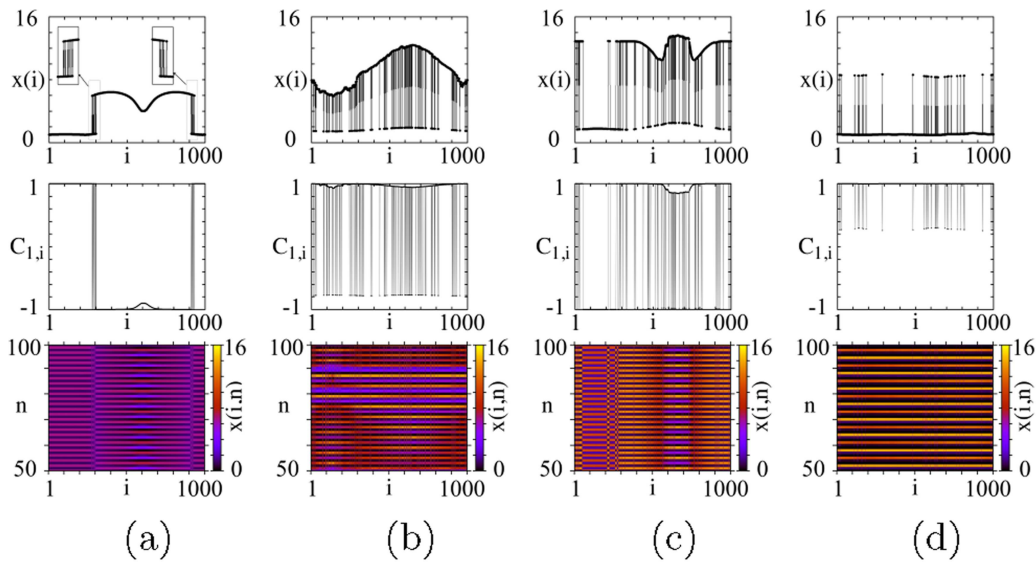 16 16 16 16
x(i) x(i) x(i) x(i)
0 0 0 0
1 i 1000 1 i 1000 1 i 1000 1 i 1000
1 1 1 1
C1,i C1,i C1,i C1,i
-1 -1 -1 -1
1 i 1000 1 i 1000 1 i 1000 1 i 1000
100 16 100 16 100 16 100 16
n x(i,n) n x(i,n) n x(i,n) n x(i,n)
50 0 50 0 50 0 50 0
1 i 1000 1 i 1000 1 i 1000 1 i 1000
(a) (b) (c) (d)